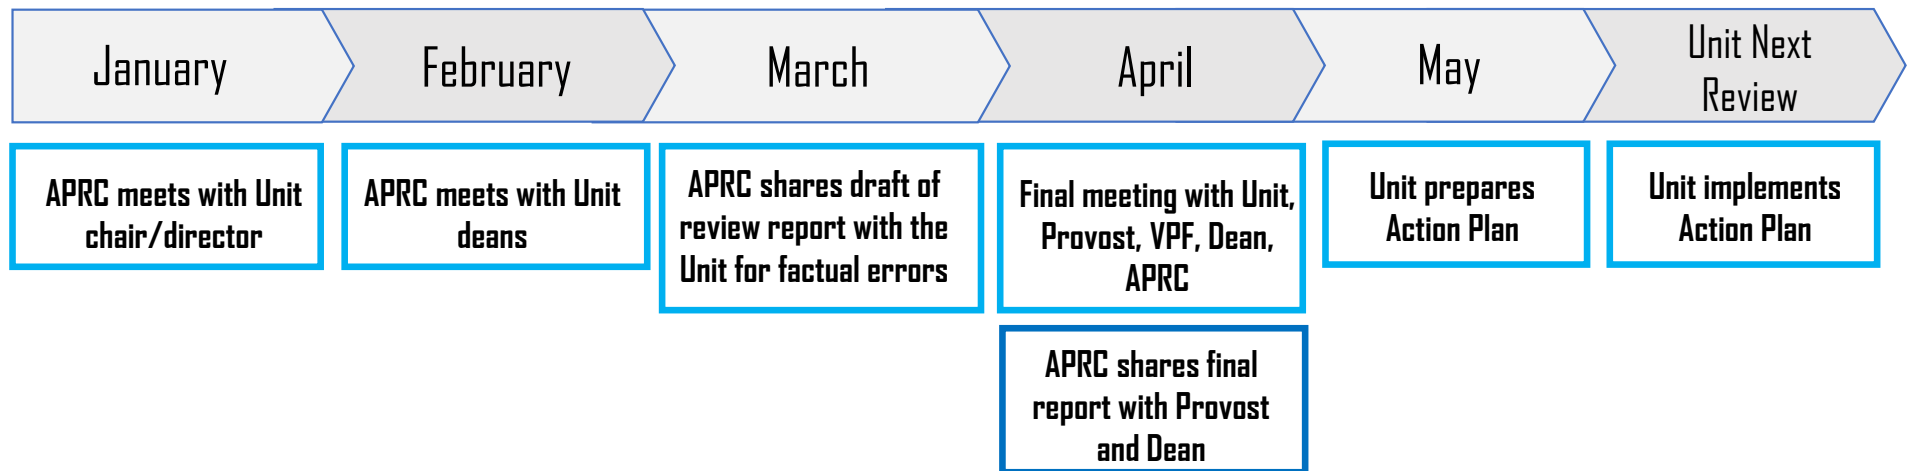 January
February
March
April
May
Unit Next
Review
APRC meets with Unit
chair/director
APRC meets with Unit
deans
APRC shares draft of
review report with the
Unit for factual errors
Final meeting with Unit,
Provost, VPF, Dean,
APRC
APRC shares final
report with Provost
and Dean
Unit prepares
Action Plan
Unit implements
Action Plan